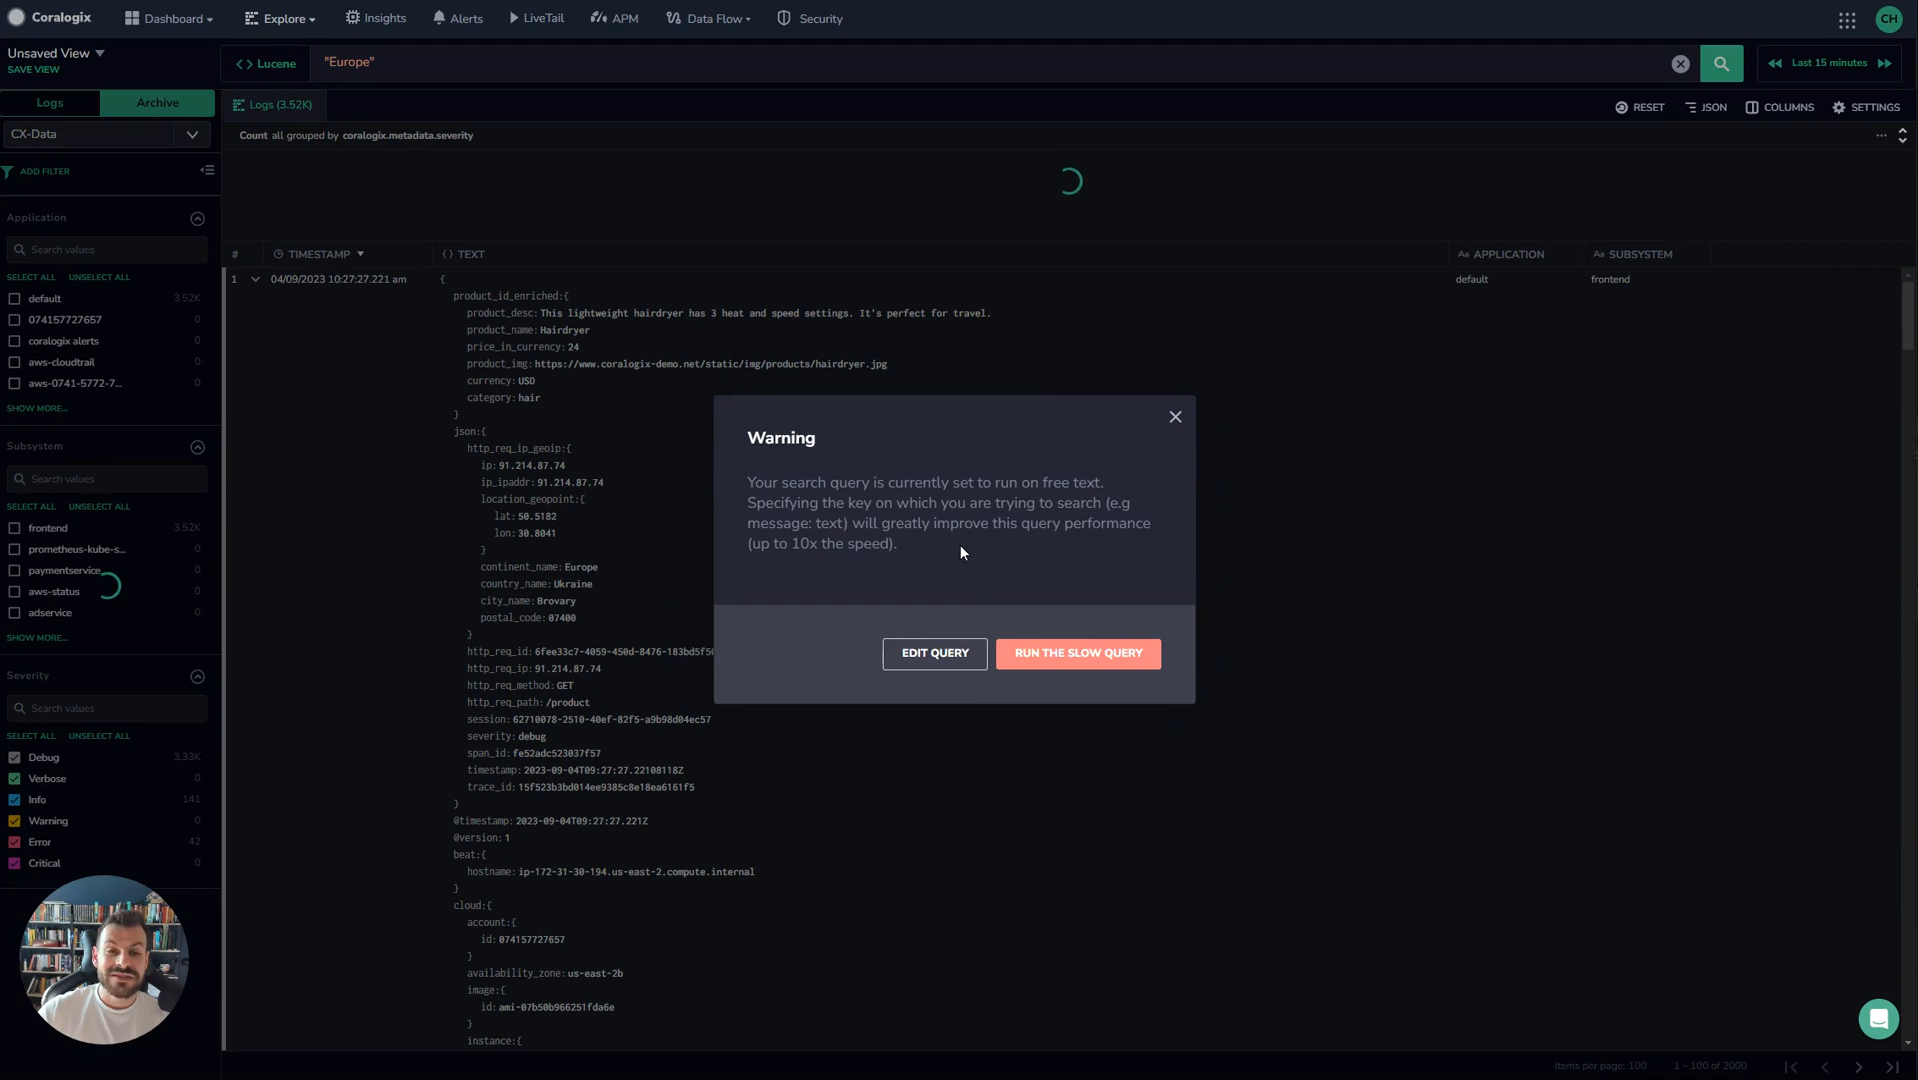 Coralogix
Dashboard
Explore
Insights
Alerts
LiveTail
APM
Data Flow
Security
CH
Unsaved View
SAVE VIEW
<> Lucene
"Europe"
Last 15 minutes
Logs
Archive
Logs (3.52K)
RESET
JSON
COLUMNS
SETTINGS
CX-Data
Count all grouped by coralogix.metadata.severity
...
ADD FILTER
Application
Search values
SELECT ALL
UNSELECT ALL
default 3.52K
074157727657 0
coralogix alerts 0
aws-cloudtrail 0
aws-0741-5772-7... 0
SHOW MORE...
Subsystem
Search values
SELECT ALL
UNSELECT ALL
frontend 3.52K
prometheus-kube-s... 0
paymentservice 0
aws-status 0
adservice 0
SHOW MORE...
Severity
Search values
SELECT ALL
UNSELECT ALL
Debug 3.33K
Verbose 0
Info 141
Warning 0
Error 42
Critical 0
# TIMESTAMP {} TEXT Aa APPLICATION Aa SUBSYSTEM
1 04/09/2023 10:27:27.221 am { default frontend
product_id_enriched:{
product_desc: This lightweight hairdryer has 3 heat and speed settings. It's perfect for travel.
product_name: Hairdryer
price_in_currency: 24
product_img: https://www.coralogix-demo.net/static/img/products/hairdryer.jpg
currency: USD
category: hair
}
json:{
http_req_ip_geoip:{
ip: 91.214.87.74
ip_ipaddr: 91.214.87.74
location_geopoint:{
lat: 50.5182
lon: 30.8041
}
continent_name: Europe
country_name: Ukraine
city_name: Brovary
postal_code: 07400
}
http_req_id: 6fee33c7-4059-450d-8476-183bd5f50
http_req_ip: 91.214.87.74
http_req_method: GET
http_req_path: /product
session: 62710078-2510-40ef-82f5-a9b98d04ec57
severity: debug
span_id: fe52adc523037f57
timestamp: 2023-09-04T09:27:27.22108118Z
trace_id: 15f523b3bd014ee9385c8e18ea6161f5
}
@timestamp: 2023-09-04T09:27:27.221Z
@version: 1
beat:{
hostname: ip-172-31-30-194.us-east-2.compute.internal
}
cloud:{
account:{
id: 074157727657
}
availability_zone: us-east-2b
image:{
id: ami-07b50b966251fda6e
}
instance:{
Warning
Your search query is currently set to run on free text.
Specifying the key on which you are trying to search (e.g
message: text) will greatly improve this query performance
(up to 10x the speed).
EDIT QUERY
RUN THE SLOW QUERY
Items per page: 100
1 – 100 of 2000